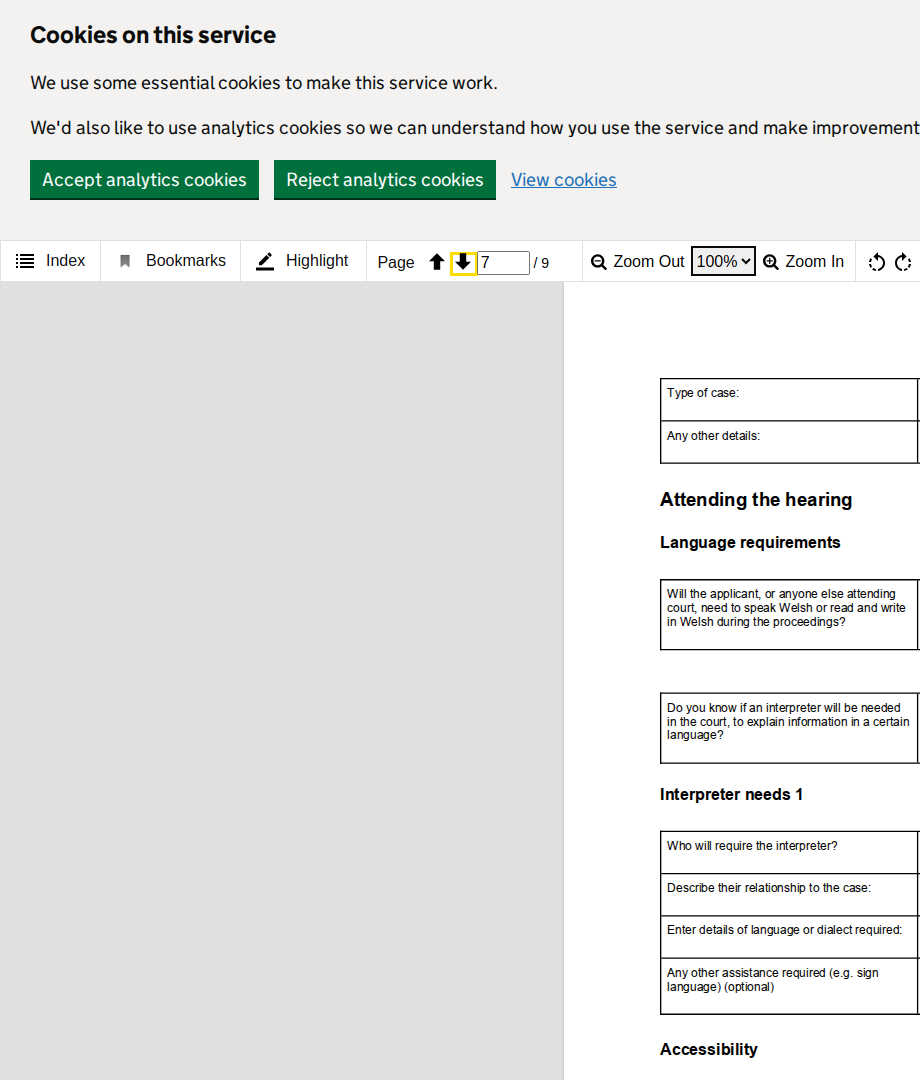 Cookies on this service
We use some essential cookies to make this service work.
We'd also like to use analytics cookies so we can understand how you use the service and make improvement
Accept analytics cookies Reject analytics cookies View cookies
Index Bookmarks Highlight Page 7 / 9 Zoom Out 100% Zoom In
Type of case:
Any other details:
Attending the hearing
Language requirements
Will the applicant, or anyone else attending
court, need to speak Welsh or read and write
in Welsh during the proceedings?
Do you know if an interpreter will be needed
in the court, to explain information in a certain
language?
Interpreter needs 1
Who will require the interpreter?
Describe their relationship to the case:
Enter details of language or dialect required:
Any other assistance required (e.g. sign
language) (optional)
Accessibility